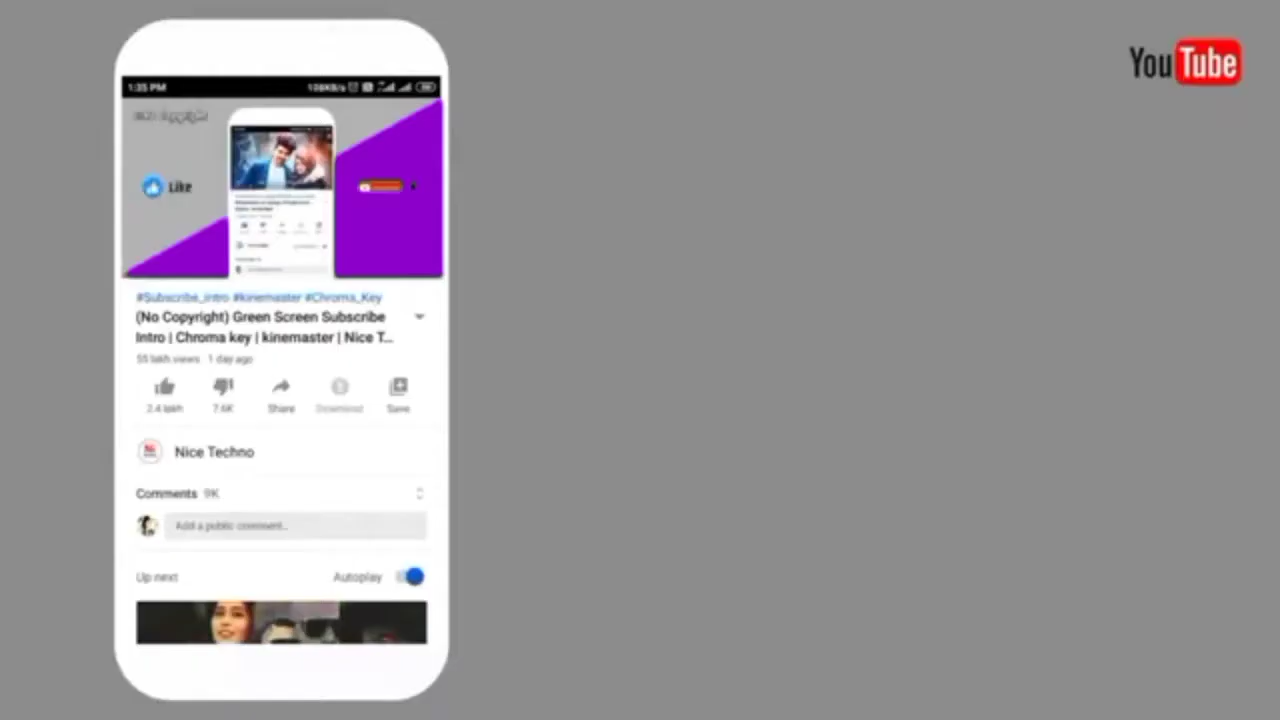 YouTube
1:35 PM
Like
#Subscribe_intro #kinemaster #Chroma_Key
(No Copyright) Green Screen Subscribe
Intro | Chroma key | kinemaster | Nice T...
55 lakh views · 1 day ago
2.4 lakh 7.6K Share Download Save
Nice Techno
Comments 9K
Add a public comment...
Up next Autoplay